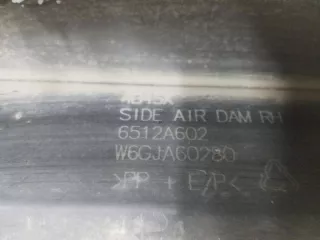 SIDE AIR DAM RH
6512A602
W6GJA60280
>PP + E/P<